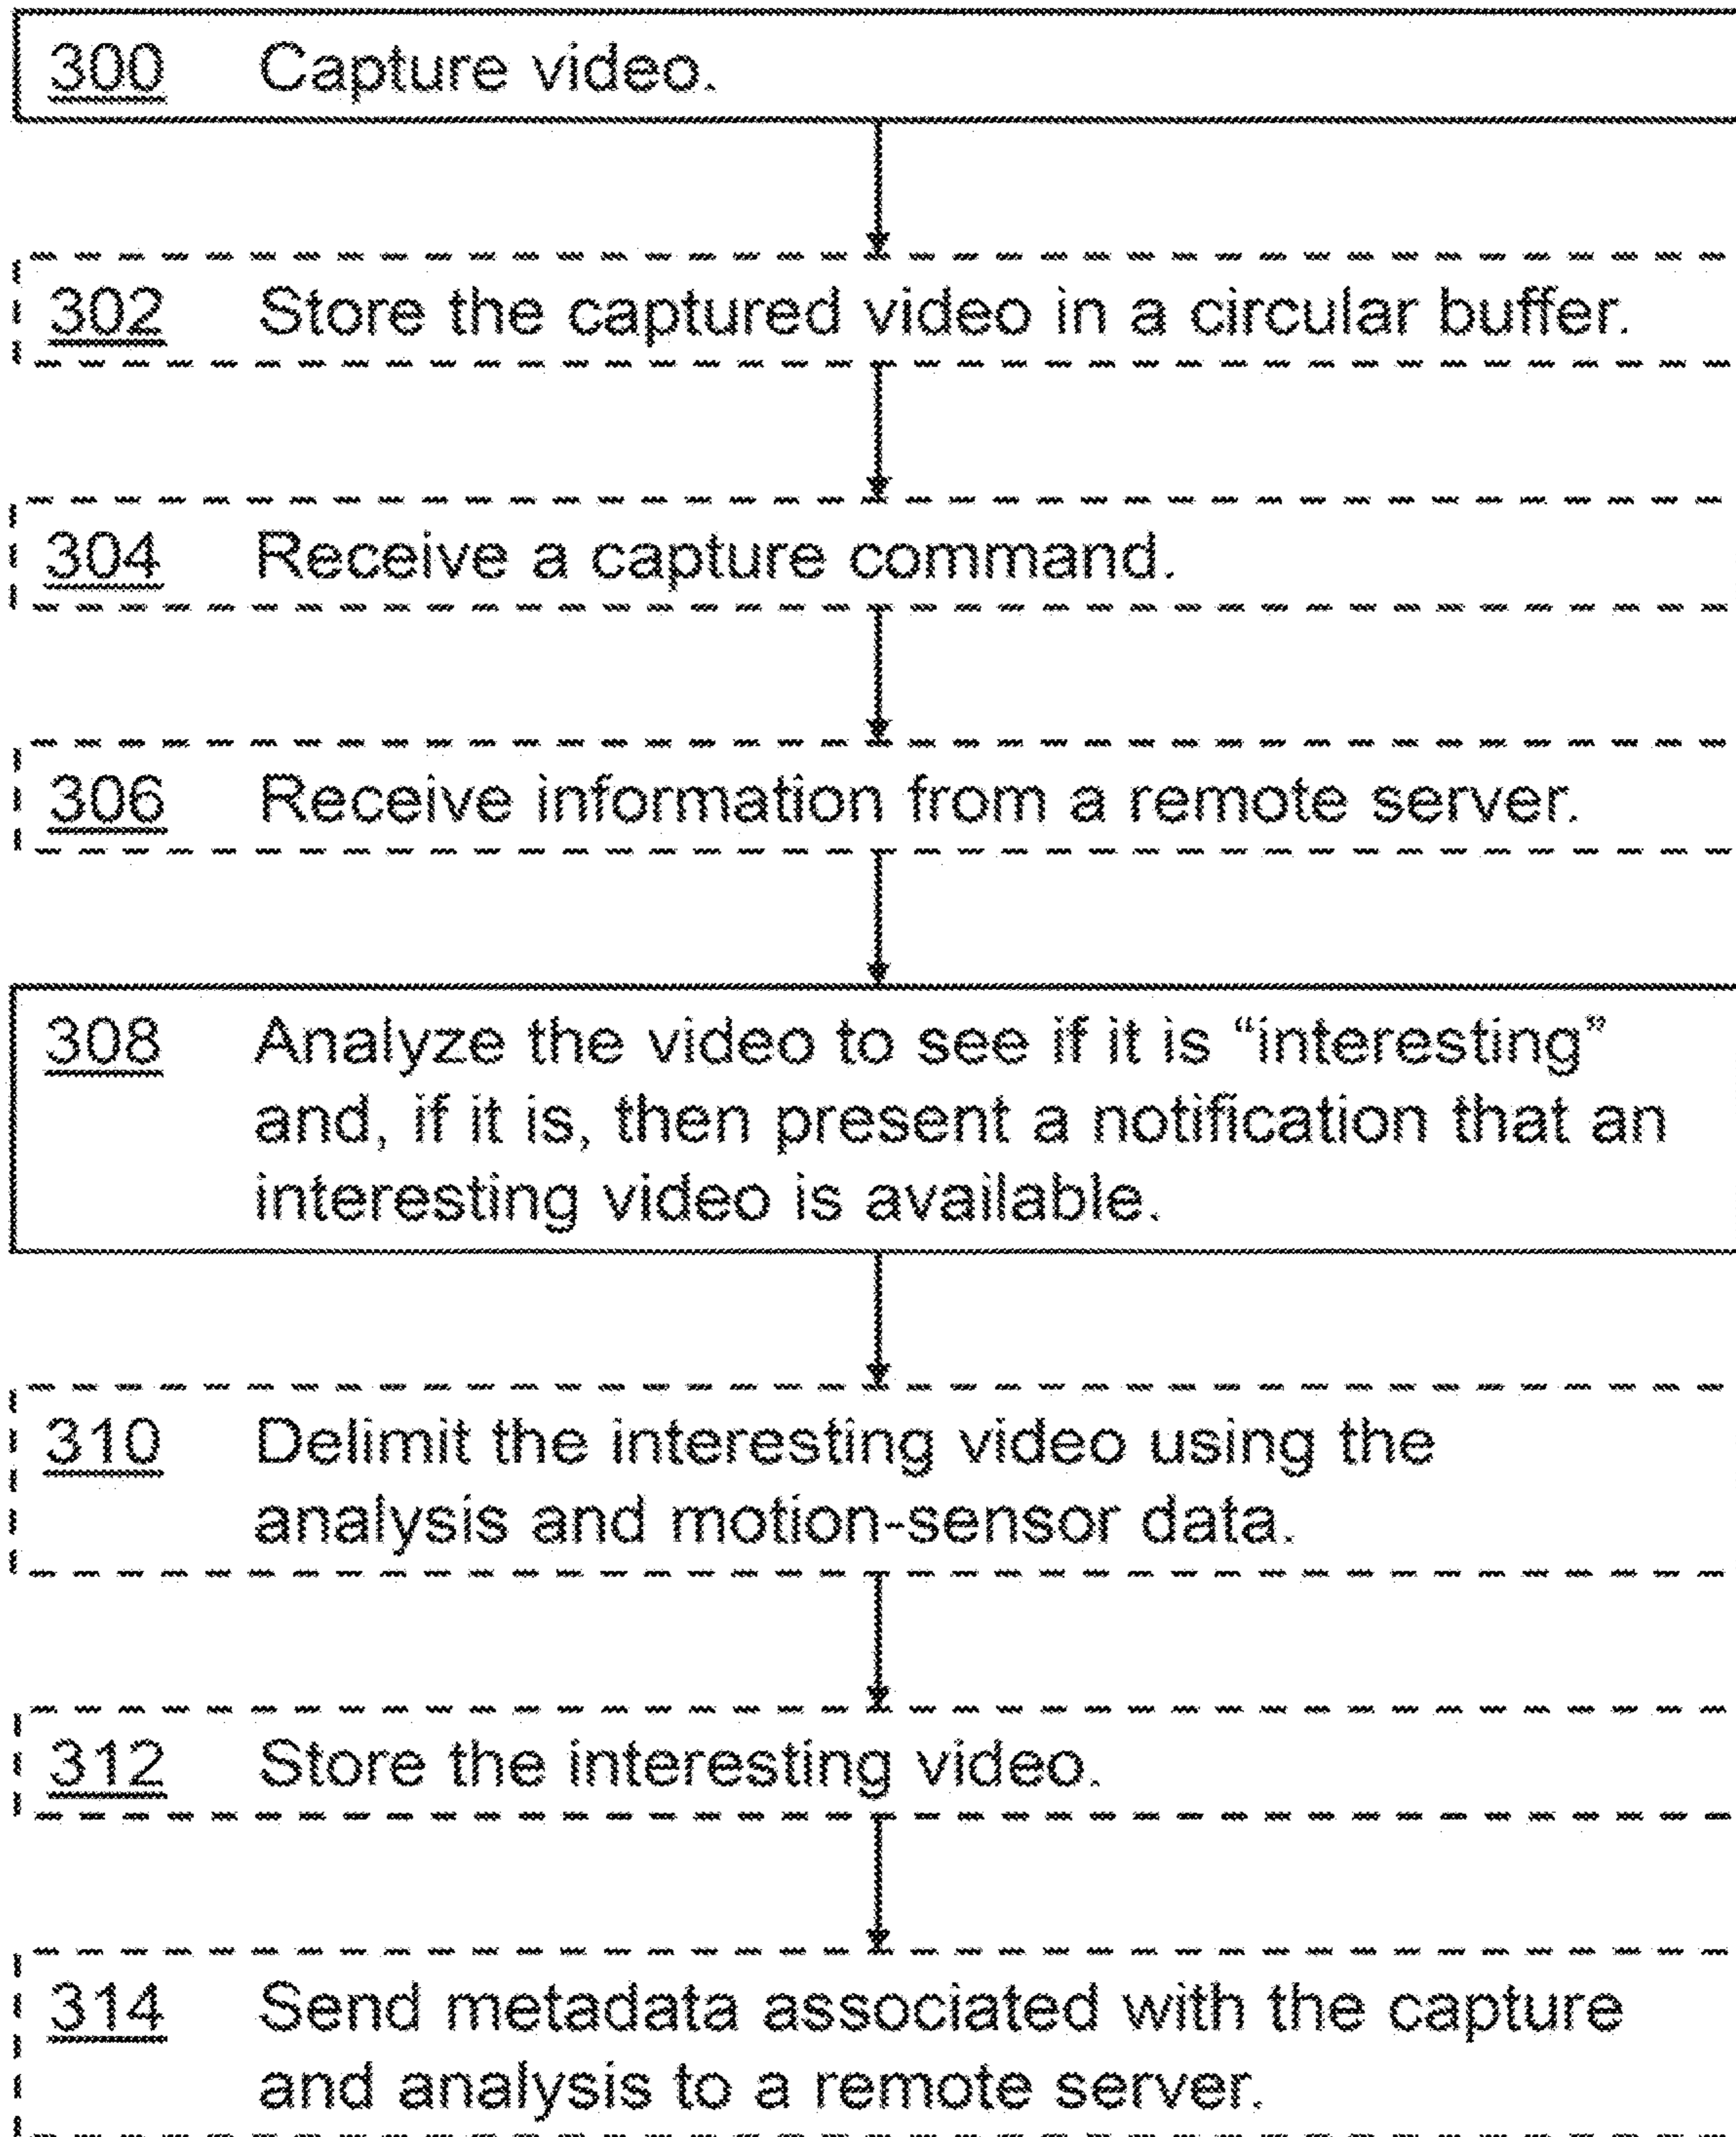 300 Capture video.
302 Store the captured video in a circular buffer.
304 Receive a capture command.
306 Receive information from a remote server.
308 Analyze the video to see if it is “interesting”
and, if it is, then present a notification that an
interesting video is available.
310 Delimit the interesting video using the
analysis and motion-sensor data.
312 Store the interesting video.
314 Send metadata associated with the capture
and analysis to a remote server.